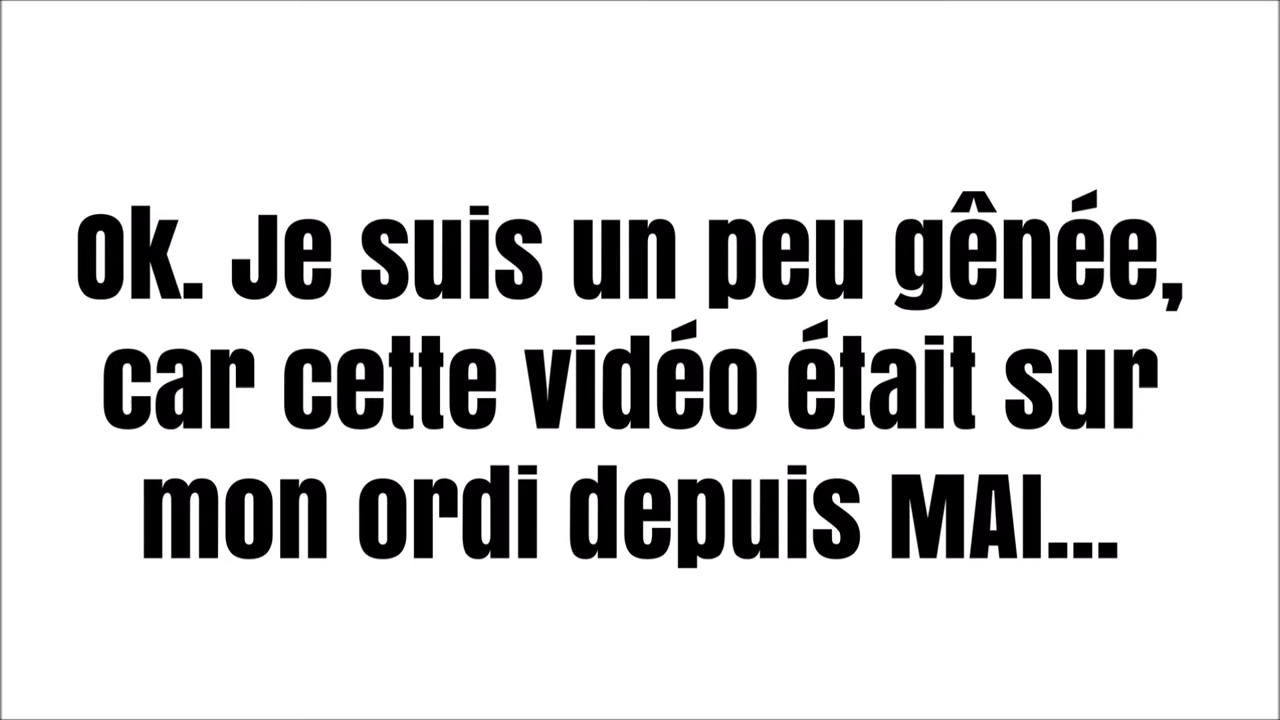 Ok. Je suis un peu gênée,
car cette vidéo était sur
mon ordi depuis MAI...